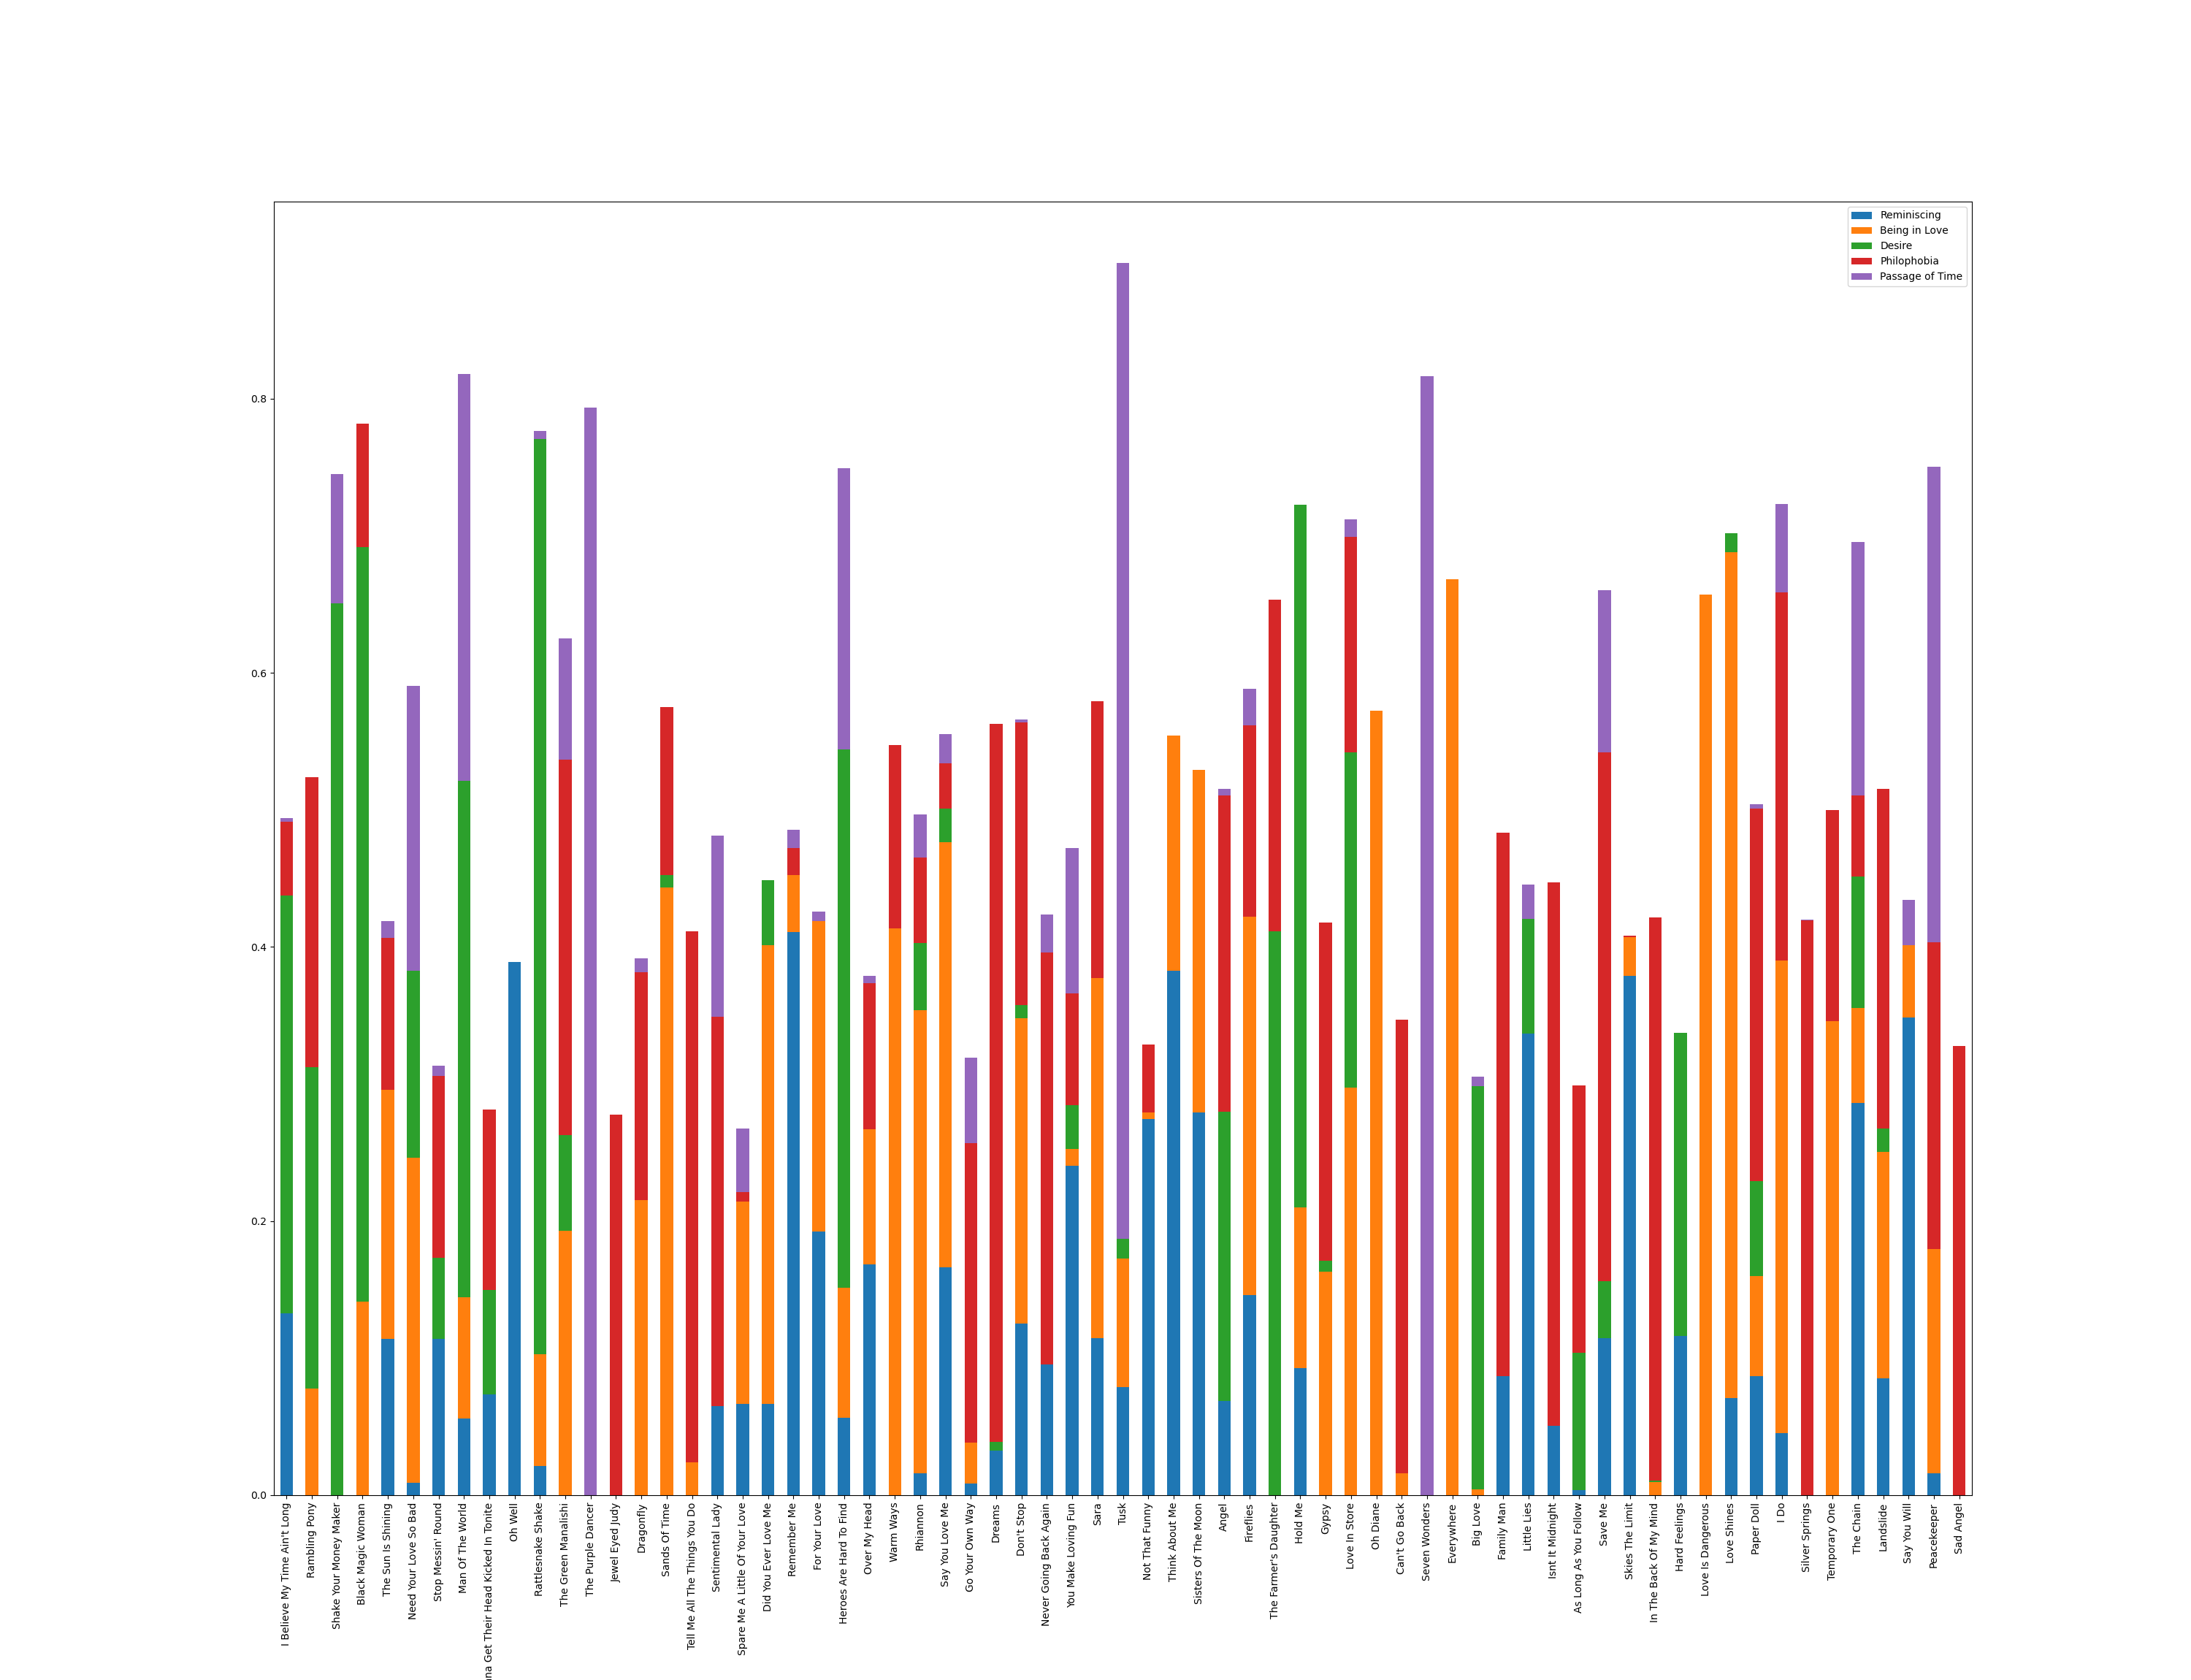 Reminiscing
Being in Love
Desire
Philophobia
Passage of Time
0.8
0.6
0.4
0.2
0.0
I Believe My Time Ain't Long
Rambling Pony
Shake Your Money Maker
Black Magic Woman
The Sun Is Shining
Need Your Love So Bad
Stop Messin' Round
Man Of The World
Get Their Head Kicked In Tonite
Oh Well
Rattlesnake Shake
The Green Manalishi
The Purple Dancer
Jewel Eyed Judy
Dragonfly
Sands Of Time
Tell Me All The Things You Do
Sentimental Lady
Spare Me A Little Of Your Love
Did You Ever Love Me
Remember Me
For Your Love
Heroes Are Hard To Find
Over My Head
Warm Ways
Rhiannon
Say You Love Me
Go Your Own Way
Dreams
Don't Stop
Never Going Back Again
You Make Loving Fun
Sara
Tusk
Not That Funny
Think About Me
Sisters Of The Moon
Angel
Fireflies
The Farmer's Daughter
Hold Me
Gypsy
Love In Store
Oh Diane
Can't Go Back
Seven Wonders
Everywhere
Big Love
Family Man
Little Lies
Isnt It Midnight
As Long As You Follow
Save Me
Skies The Limit
In The Back Of My Mind
Hard Feelings
Love Is Dangerous
Love Shines
Paper Doll
I Do
Silver Springs
Temporary One
The Chain
Landslide
Say You Will
Peacekeeper
Sad Angel